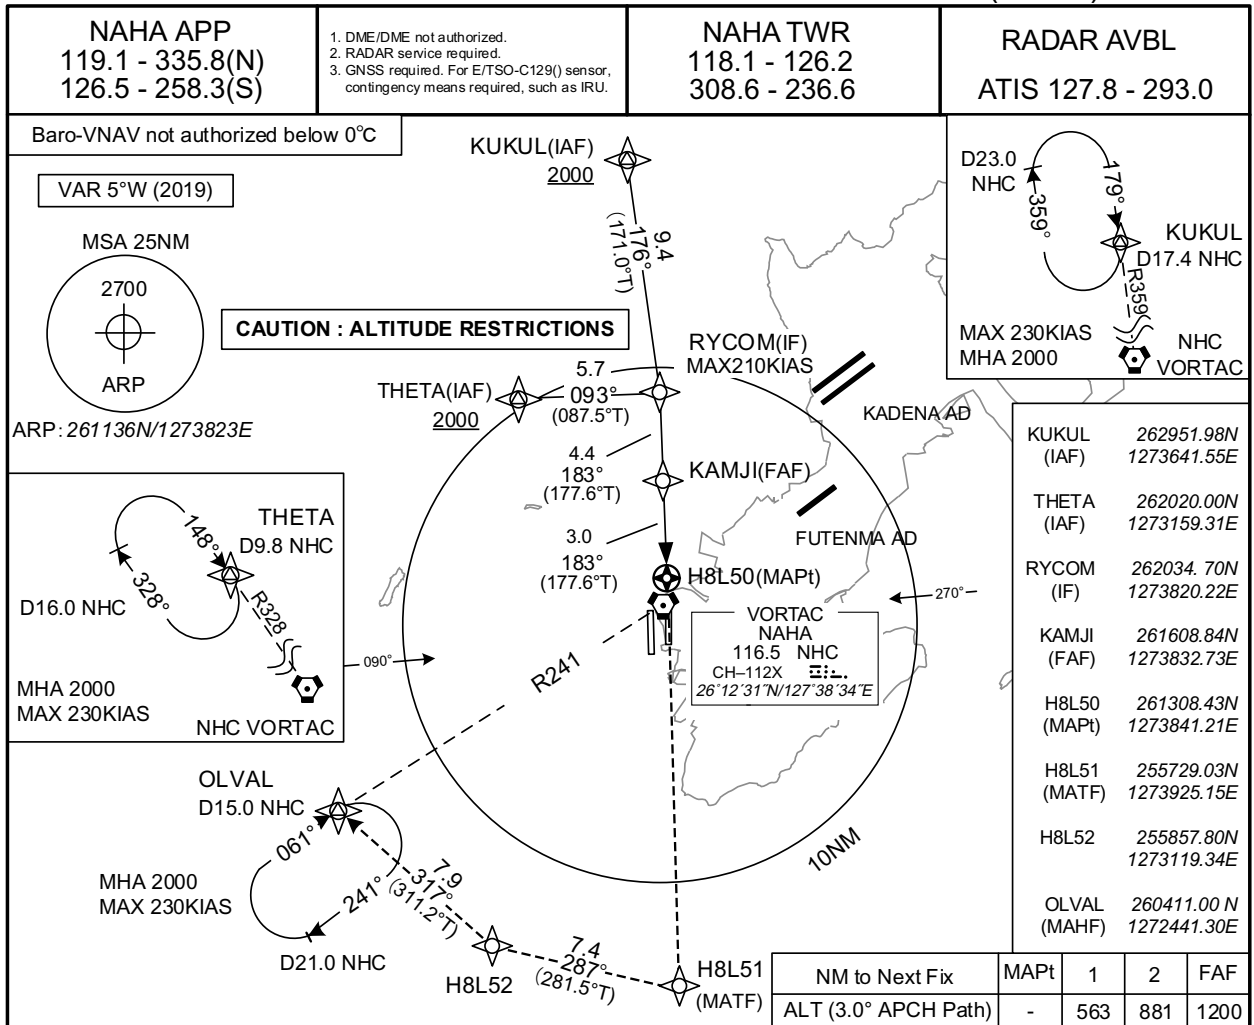 NAHA APP
119.1 - 335.8(N)
126.5 - 258.3(S)
1. DME/DME not authorized.
2. RADAR service required.
3. GNSS required. For E/TSO-C129() sensor,
contingency means required, such as IRU.
NAHA TWR
118.1 - 126.2
308.6 - 236.6
RADAR AVBL
ATIS 127.8 - 293.0
Baro-VNAV not authorized below 0°C
VAR 5°W (2019)
MSA 25NM
2700
ARP
ARP: 261136N/1273823E
CAUTION : ALTITUDE RESTRICTIONS
KUKUL(IAF)
2000
9.4
176°
(171.0°T)
RYCOM(IF)
MAX210KIAS
THETA(IAF)
2000
5.7
093°
(087.5°T)
4.4
183°
(177.6°T)
KAMJI(FAF)
3.0
183°
(177.6°T)
H8L50(MAPt)
KADENA AD
FUTENMA AD
VORTAC
NAHA
116.5 NHC
CH–112X
26°12′31″N/127°38′34″E
270°
090°
R241
10NM
D23.0
NHC
179°
359°
KUKUL
D17.4 NHC
R359
MAX 230KIAS
MHA 2000
NHC
VORTAC
THETA
D9.8 NHC
148°
328°
D16.0 NHC
R328
MHA 2000
MAX 230KIAS
NHC VORTAC
OLVAL
D15.0 NHC
061°
241°
MHA 2000
MAX 230KIAS
D21.0 NHC
7.9
317°
(311.2°T)
H8L52
7.4
287°
(281.5°T)
H8L51
(MATF)
KUKUL 262951.98N
(IAF) 1273641.55E
THETA 262020.00N
(IAF) 1273159.31E
RYCOM 262034. 70N
(IF) 1273820.22E
KAMJI 261608.84N
(FAF) 1273832.73E
H8L50 261308.43N
(MAPt) 1273841.21E
H8L51 255729.03N
(MATF) 1273925.15E
H8L52 255857.80N
1273119.34E
OLVAL 260411.00 N
(MAHF) 1272441.30E
NM to Next Fix MAPt 1 2 FAF
ALT (3.0° APCH Path) - 563 881 1200